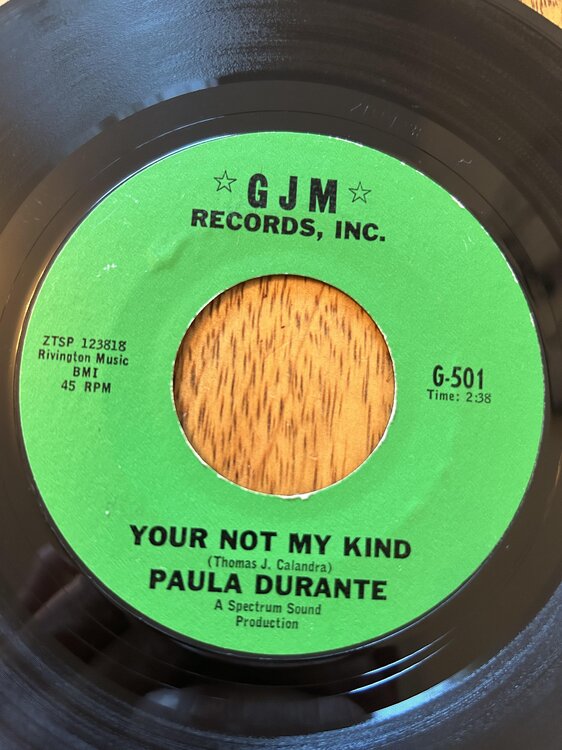 GJM
RECORDS, INC.
ZTSP 123818
Rivington Music
BMI
45 RPM
G-501
Time: 2:38
YOUR NOT MY KIND
(Thomas J. Calandra)
PAULA DURANTE
A Spectrum Sound
Production